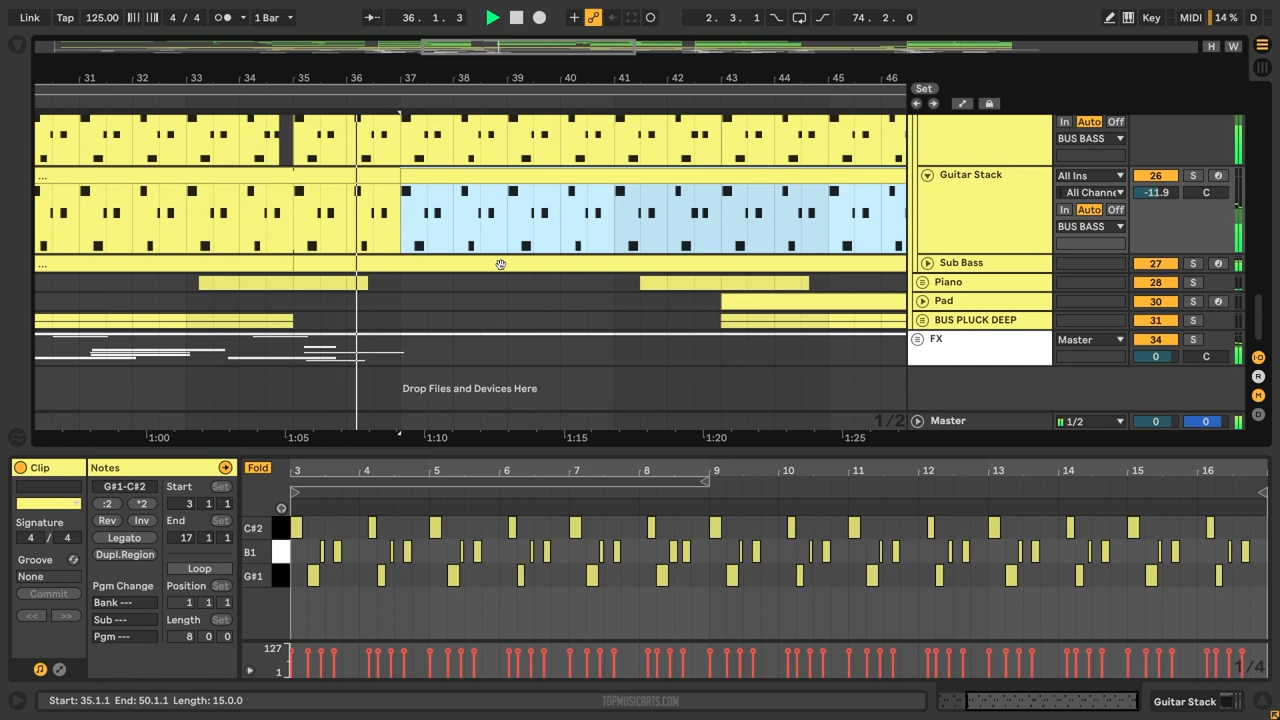 Link Tap 125.00 4 / 4 1 Bar 36. 1. 3 2. 3. 1 74. 2. 0 Key MIDI 14 % D
H W
31 32 33 34 35 36 37 38 39 40 41 42 43 44 45 46
Set
In Auto Off
BUS BASS
...
Guitar Stack All Ins 26 S
All Channe -11.9 C
In Auto Off
BUS BASS
...
Sub Bass 27 S
Piano 28 S
Pad 30 S
BUS PLUCK DEEP 31 S
FX Master 34 S
0 C
Drop Files and Devices Here
1/2
Master 1/2 0 0
1:00 1:05 1:10 1:15 1:20 1:25
I·O
R
M
D
Clip Notes Fold
3 4 5 6 7 8 9 10 11 12 13 14 15 16
G#1-C#2 Start Set
:2 *2 3 1 1
Signature Rev Inv End Set
4 / 4 Legato 17 1 1
Groove Dupl.Region Loop
None Pgm Change Position Set
Commit Bank --- 1 1 1
<< >> Sub --- Length Set
Pgm --- 8 0 0
C#2
B1
G#1
127
1
1/4
Start: 35.1.1 End: 50.1.1 Length: 15.0.0
TOPMUSICARTS.COM
Guitar Stack